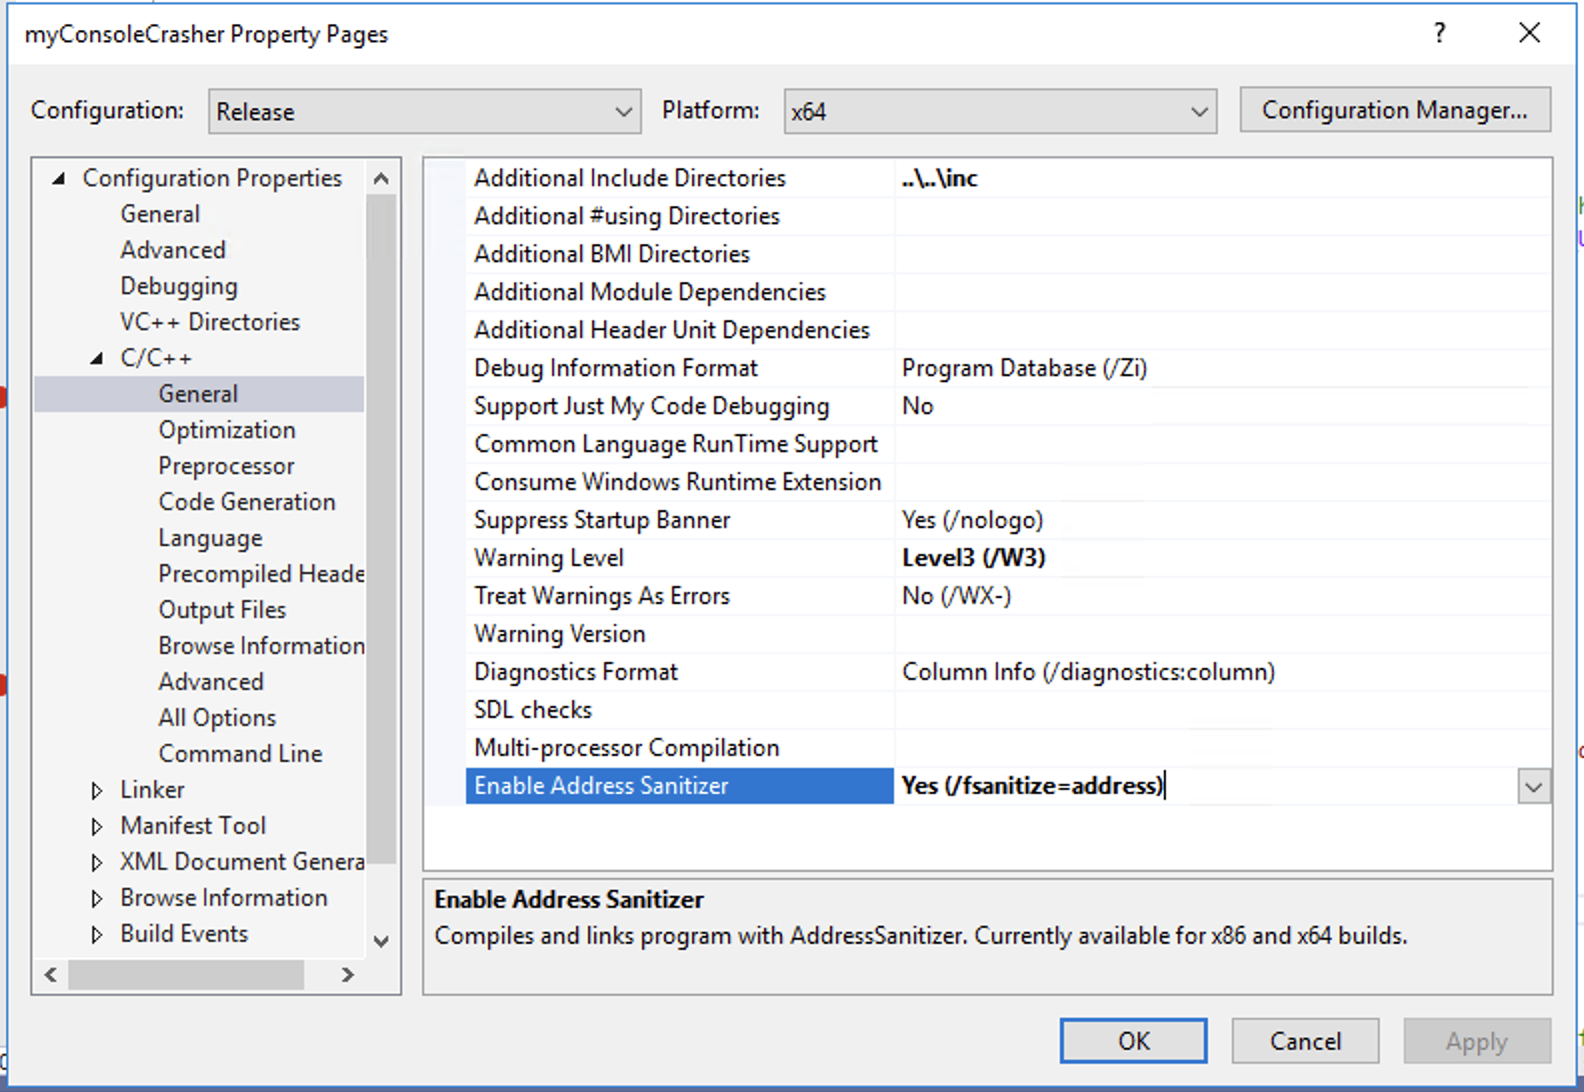 myConsoleCrasher Property Pages
?
Configuration: Release Platform: x64 Configuration Manager...
Configuration Properties
General
Advanced
Debugging
VC++ Directories
C/C++
General
Optimization
Preprocessor
Code Generation
Language
Precompiled Heade
Output Files
Browse Information
Advanced
All Options
Command Line
Linker
Manifest Tool
XML Document Genera
Browse Information
Build Events
Additional Include Directories ..\..\inc
Additional #using Directories
Additional BMI Directories
Additional Module Dependencies
Additional Header Unit Dependencies
Debug Information Format Program Database (/Zi)
Support Just My Code Debugging No
Common Language RunTime Support
Consume Windows Runtime Extension
Suppress Startup Banner Yes (/nologo)
Warning Level Level3 (/W3)
Treat Warnings As Errors No (/WX-)
Warning Version
Diagnostics Format Column Info (/diagnostics:column)
SDL checks
Multi-processor Compilation
Enable Address Sanitizer Yes (/fsanitize=address)
Enable Address Sanitizer
Compiles and links program with AddressSanitizer. Currently available for x86 and x64 builds.
OK Cancel Apply